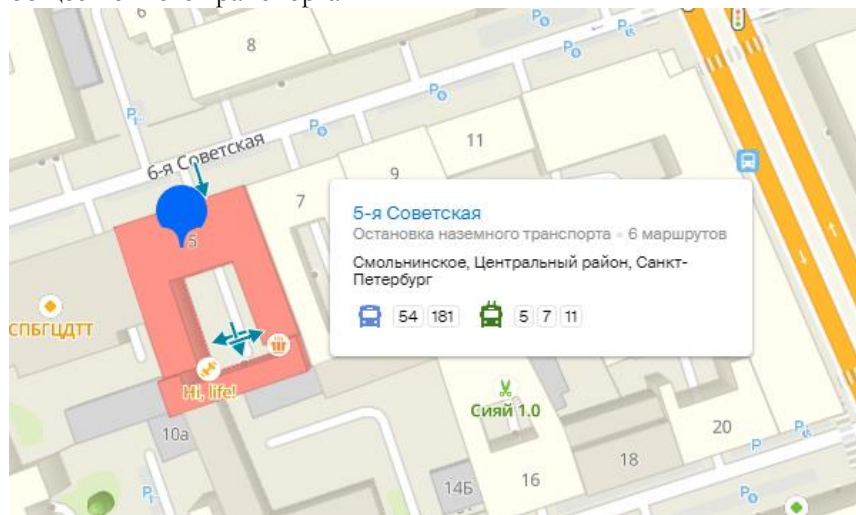 6
8
6-я Советская
11
9
7
5
5-я Советская
Остановка наземного транспорта • 6 маршрутов
Смольнинское, Центральный район, Санкт-
Петербург
54 181 5 7 11
СПБГЦДТТ
Hi, life!
Сияй 1.0
10а
20
18
16
14Б